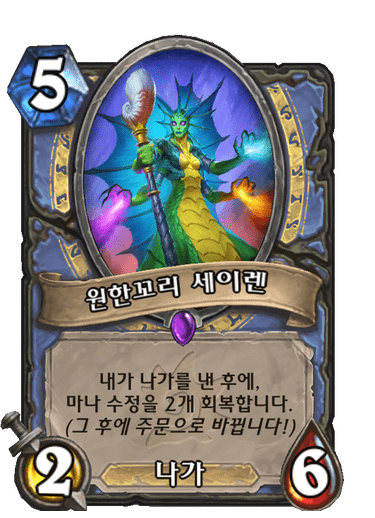 5
원한꼬리 세이렌
내가 나가를 낸 후에,
마나 수정을 2개 회복합니다.
(그 후에 주문으로 바뀝니다!)
2
나가
6